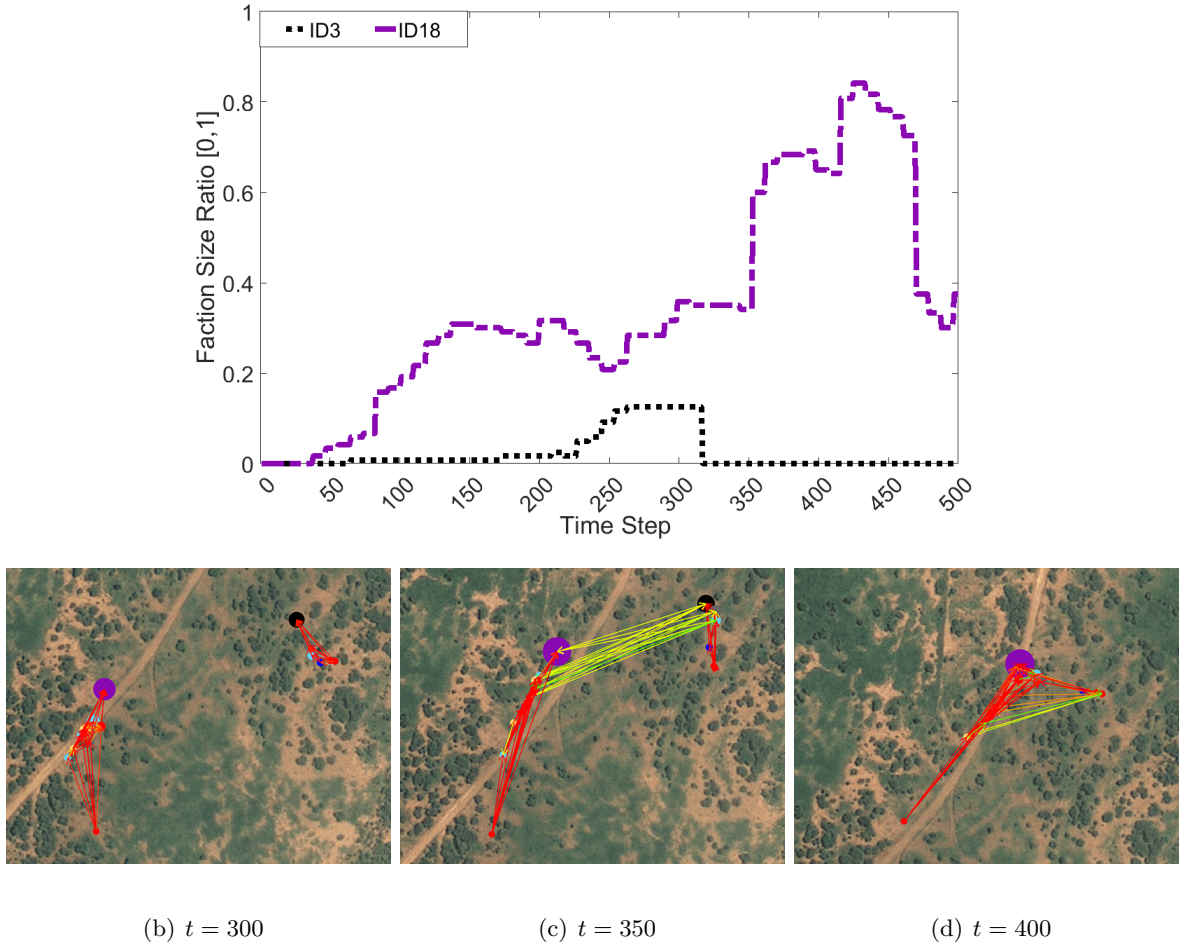 ID3 ID18
1
0.8
0.6
0.4
0.2
0
Faction Size Ratio [0,1]
0 50 100 150 200 250 300 350 400 450 500
Time Step
(b) t = 300
(c) t = 350
(d) t = 400